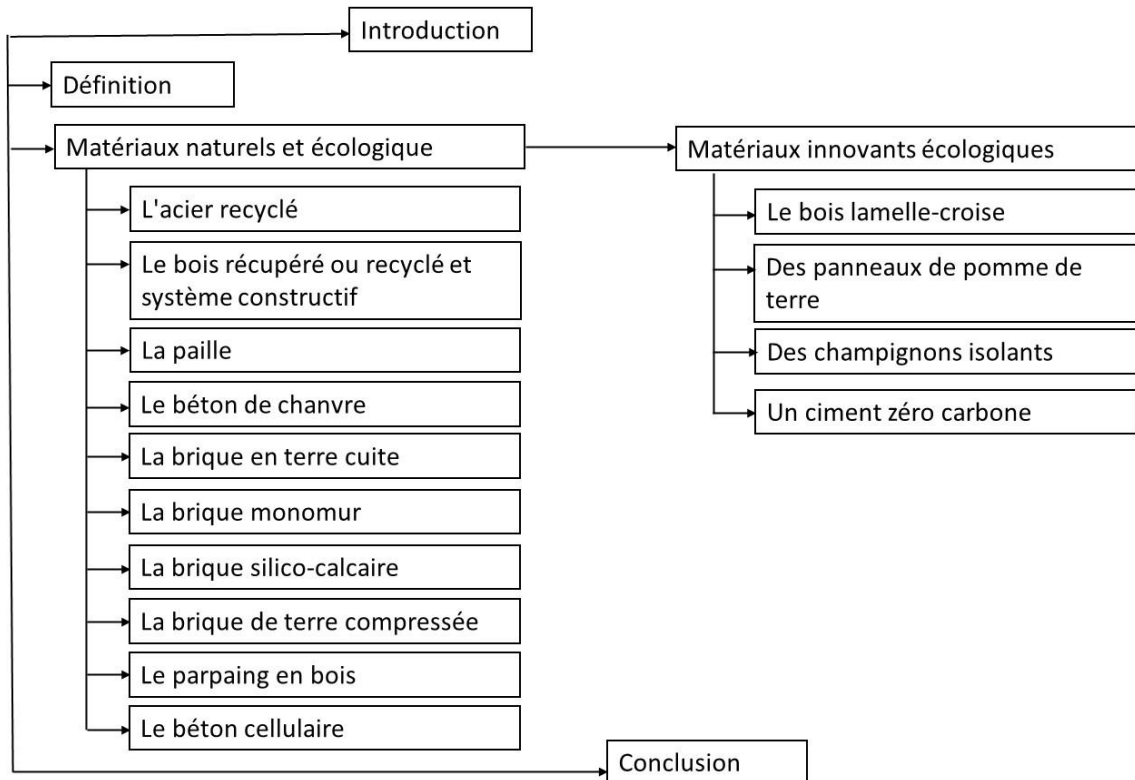 Introduction
Définition
Matériaux naturels et écologique
L'acier recyclé
Le bois récupéré ou recyclé et
système constructif
La paille
Le béton de chanvre
La brique en terre cuite
La brique monomur
La brique silico-calcaire
La brique de terre compressée
Le parpaing en bois
Le béton cellulaire
Matériaux innovants écologiques
Le bois lamelle-croise
Des panneaux de pomme de
terre
Des champignons isolants
Un ciment zéro carbone
Conclusion